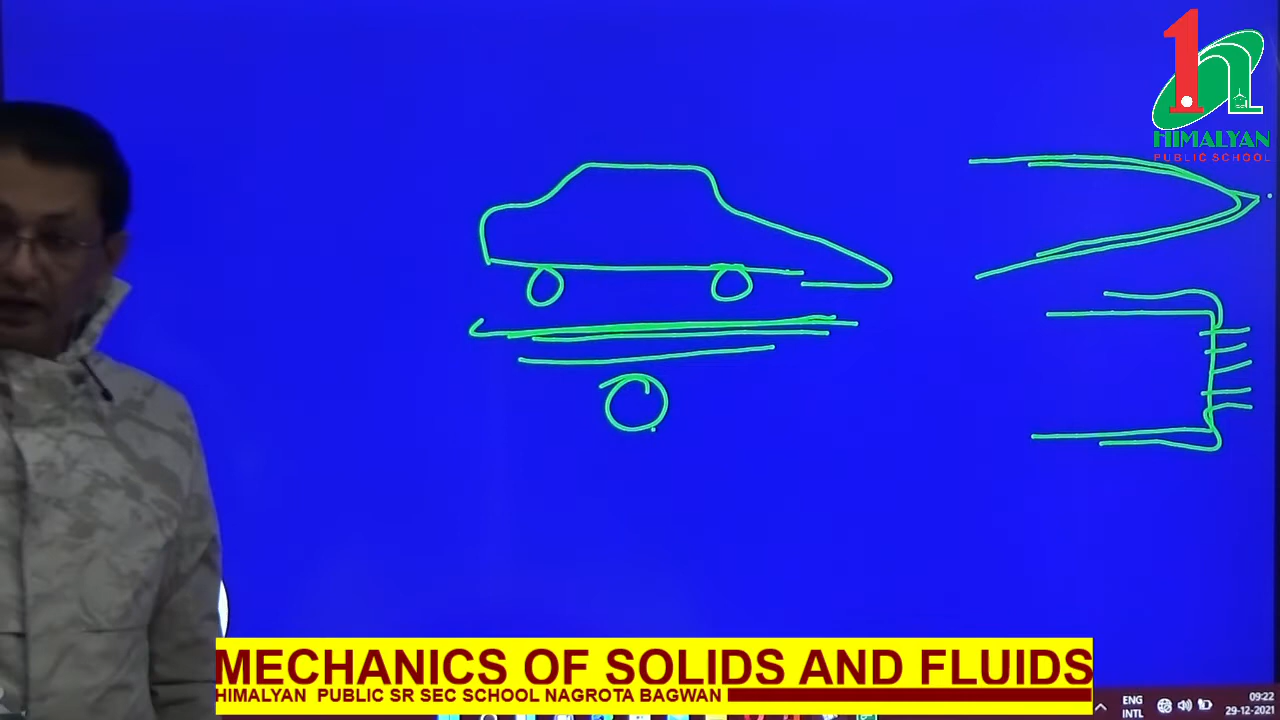 1h
HIMALYAN
PUBLIC SCHOOL
MECHANICS OF SOLIDS AND FLUIDS
HIMALYAN PUBLIC SR SEC SCHOOL NAGROTA BAGWAN
ENG
INTL
09:22
29-12-2021